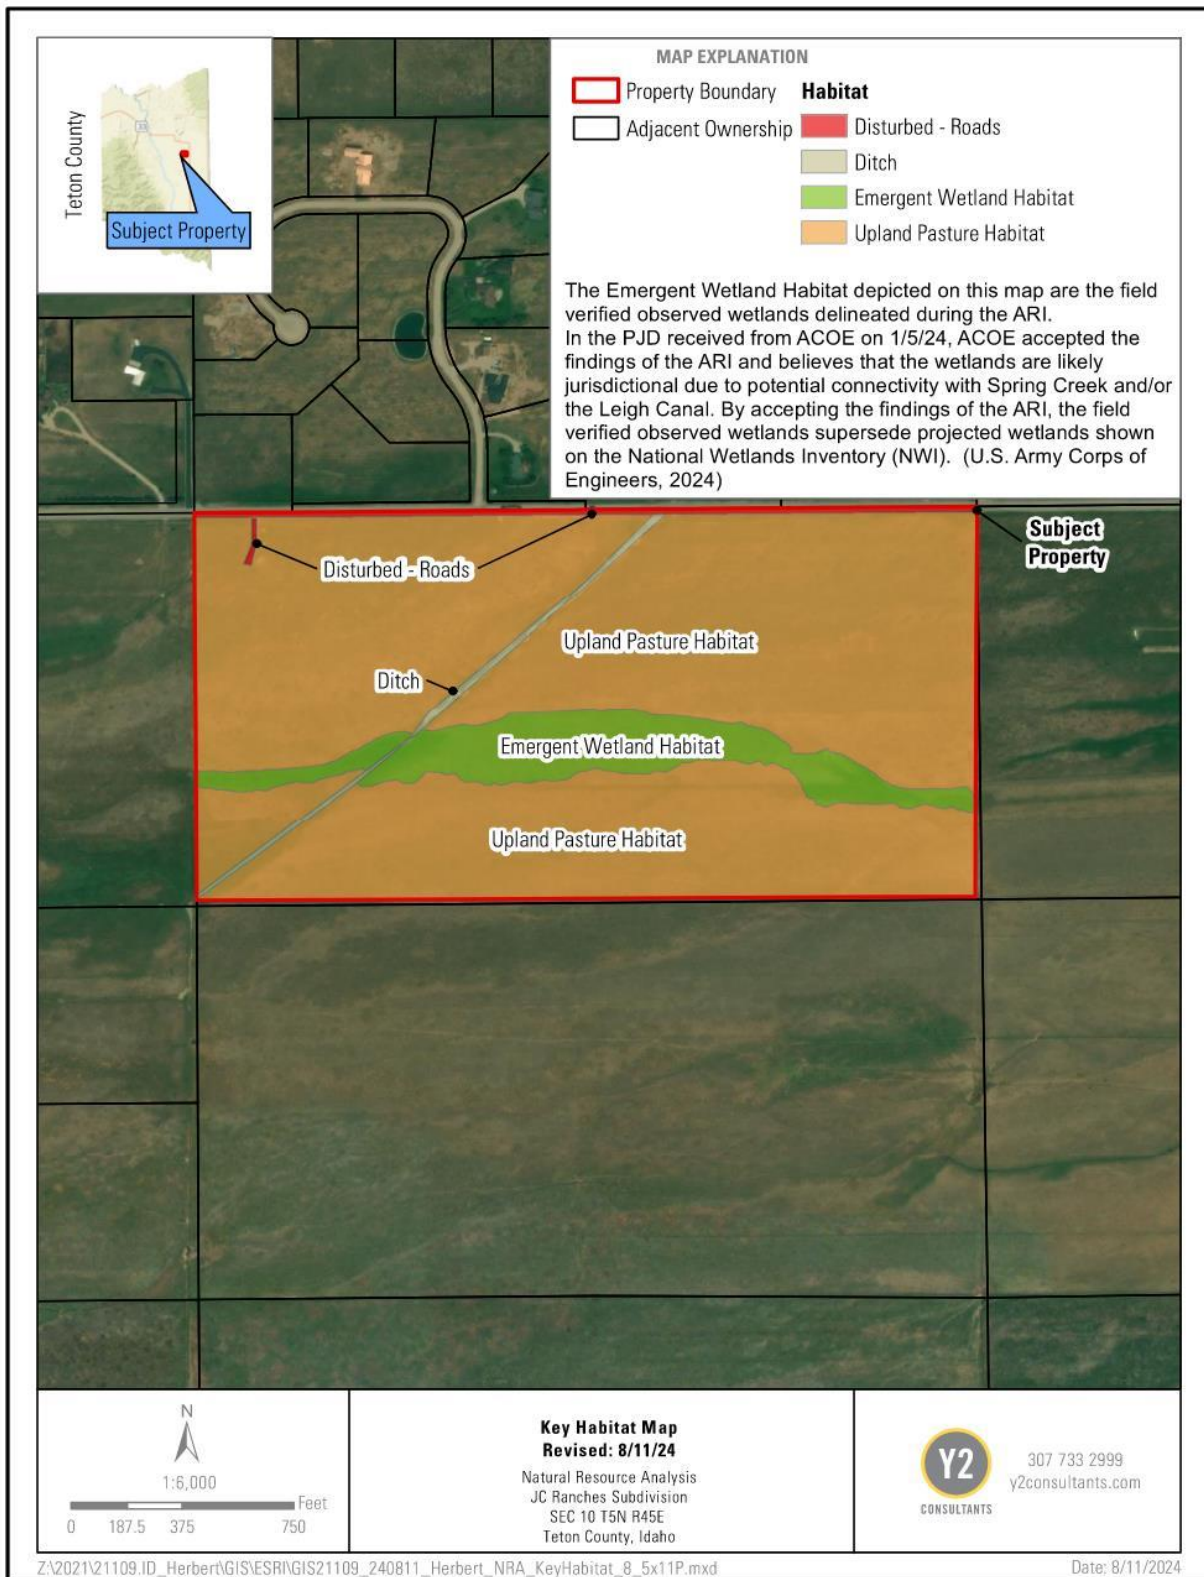 Teton County
33
Subject Property
MAP EXPLANATION
Property Boundary
Adjacent Ownership
Habitat
Disturbed - Roads
Ditch
Emergent Wetland Habitat
Upland Pasture Habitat
The Emergent Wetland Habitat depicted on this map are the field
verified observed wetlands delineated during the ARI.
In the PJD received from ACOE on 1/5/24, ACOE accepted the
findings of the ARI and believes that the wetlands are likely
jurisdictional due to potential connectivity with Spring Creek and/or
the Leigh Canal. By accepting the findings of the ARI, the field
verified observed wetlands supersede projected wetlands shown
on the National Wetlands Inventory (NWI).  (U.S. Army Corps of
Engineers, 2024)
Subject
Property
Disturbed - Roads
Upland Pasture Habitat
Ditch
Emergent Wetland Habitat
Upland Pasture Habitat
N
1:6,000
Feet
0 187.5 375 750
Key Habitat Map
Revised: 8/11/24
Natural Resource Analysis
JC Ranches Subdivision
SEC 10 T5N R45E
Teton County, Idaho
Y2
CONSULTANTS
307 733 2999
y2consultants.com
Z:\2021\21109.ID_Herbert\GIS\ESRI\GIS21109_240811_Herbert_NRA_KeyHabitat_8_5x11P.mxd
Date: 8/11/2024